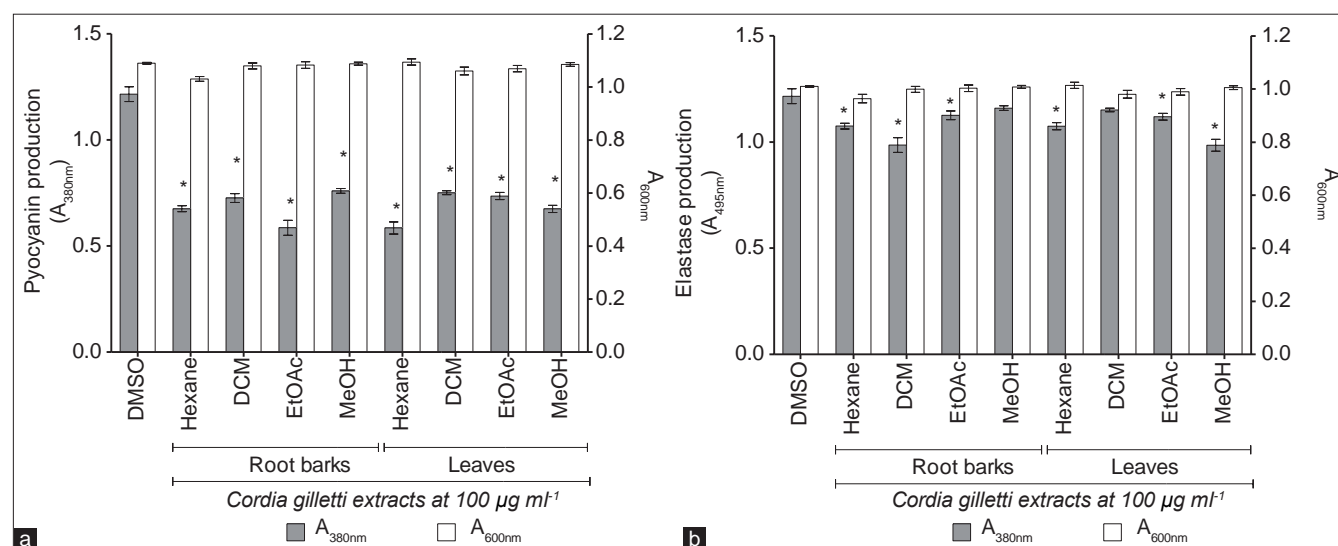 1.5
1.0
0.5
0.0
Pyocyanin production
(A380nm)
1.2
1.0
0.8
0.6
0.4
0.2
0.0
A600nm
* * * * * * * *
DMSO
Hexane
DCM
EtOAc
MeOH
Hexane
DCM
EtOAc
MeOH
Root barks
Leaves
Cordia gilletti extracts at 100 µg ml-1
A380nm
A600nm
a
1.5
1.0
0.5
0.0
Elastase production
(A495nm)
1.2
1.0
0.8
0.6
0.4
0.2
0.0
A600nm
* * * * * *
DMSO
Hexane
DCM
EtOAc
MeOH
Hexane
DCM
EtOAc
MeOH
Root barks
Leaves
Cordia gilletti extracts at 100 µg ml-1
A380nm
A600nm
b